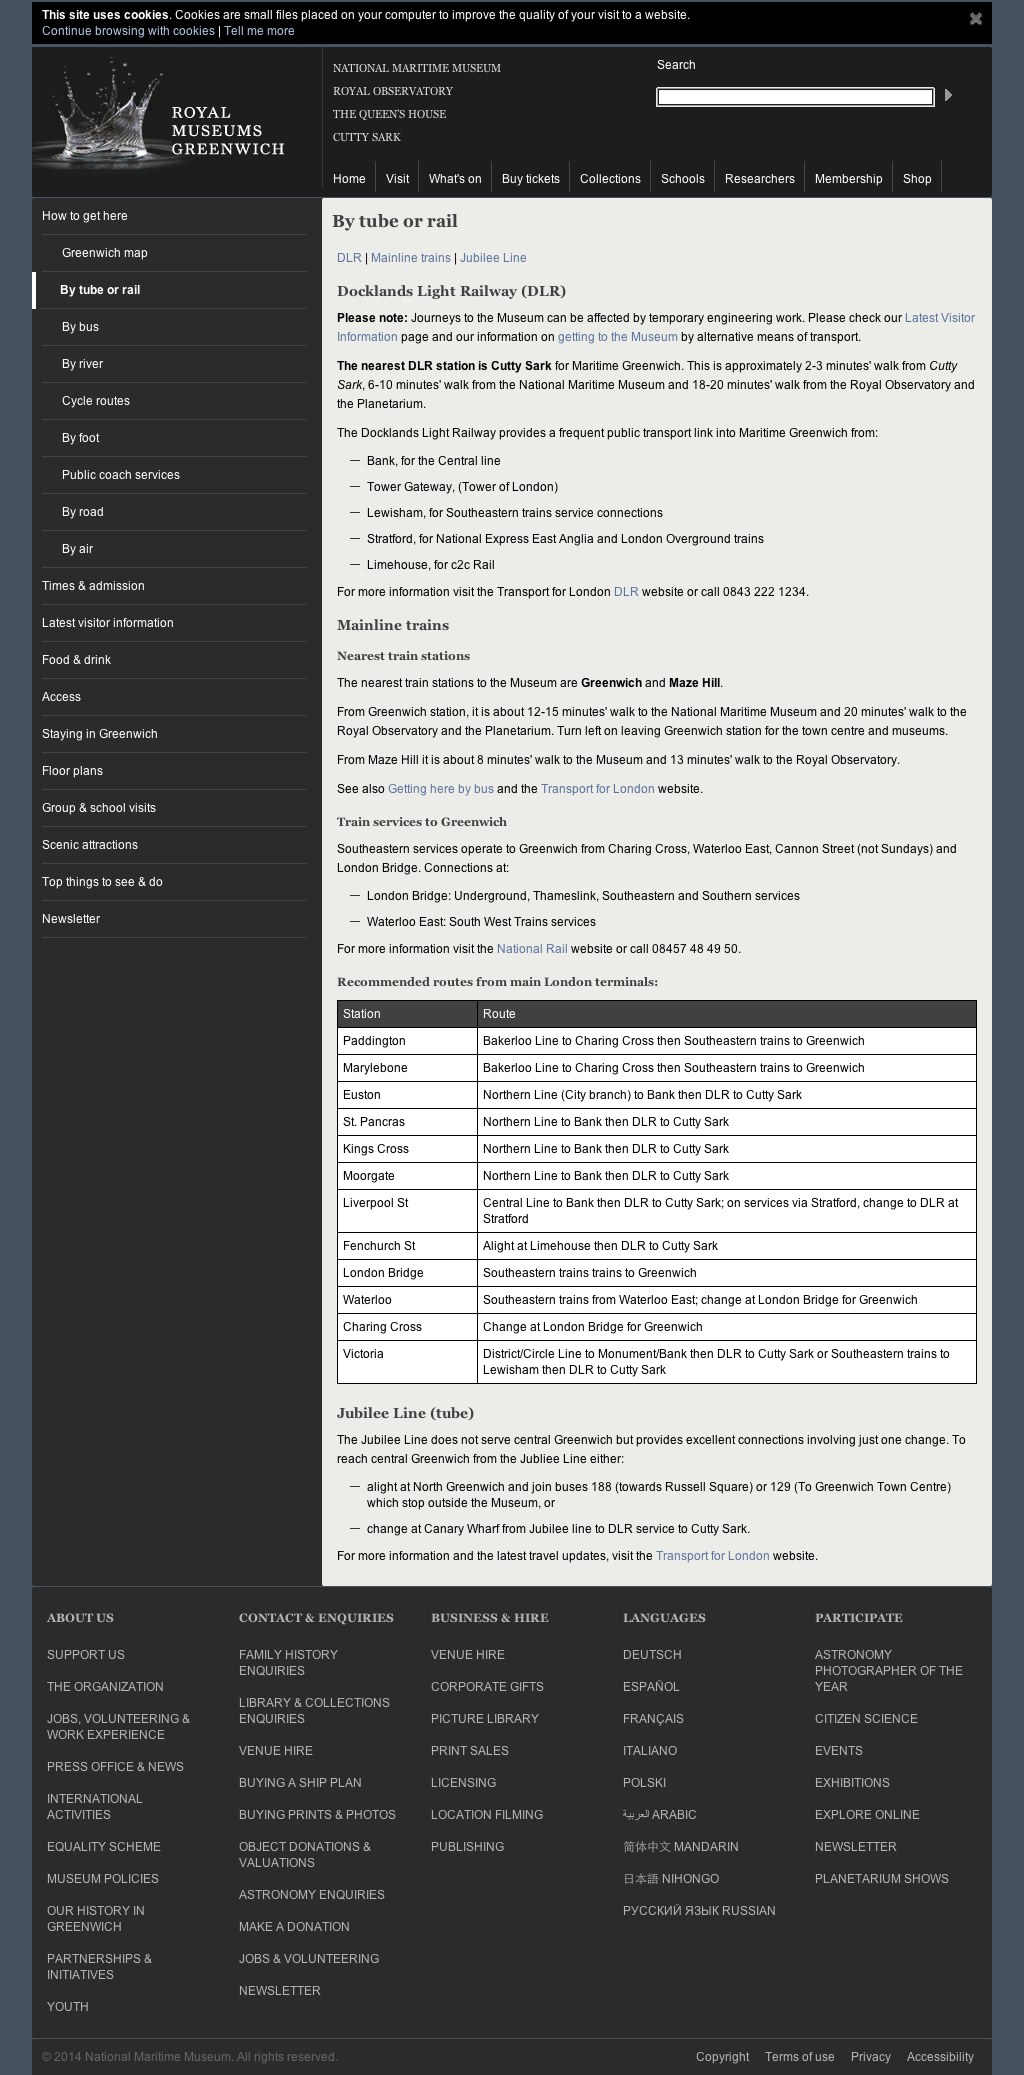 This site uses cookies. Cookies are small files placed on your computer to improve the quality of your visit to a website.
Continue browsing with cookies | Tell me more
ROYAL
MUSEUMS
GREENWICH
NATIONAL MARITIME MUSEUM
ROYAL OBSERVATORY
THE QUEEN'S HOUSE
CUTTY SARK
Search
Home
Visit
What's on
Buy tickets
Collections
Schools
Researchers
Membership
Shop
How to get here
Greenwich map
By tube or rail
By bus
By river
Cycle routes
By foot
Public coach services
By road
By air
Times & admission
Latest visitor information
Food & drink
Access
Staying in Greenwich
Floor plans
Group & school visits
Scenic attractions
Top things to see & do
Newsletter
By tube or rail
DLR | Mainline trains | Jubilee Line
Docklands Light Railway (DLR)
Please note: Journeys to the Museum can be affected by temporary engineering work. Please check our Latest Visitor
Information page and our information on getting to the Museum by alternative means of transport.
The nearest DLR station is Cutty Sark for Maritime Greenwich. This is approximately 2-3 minutes' walk from Cutty
Sark, 6-10 minutes' walk from the National Maritime Museum and 18-20 minutes' walk from the Royal Observatory and
the Planetarium.
The Docklands Light Railway provides a frequent public transport link into Maritime Greenwich from:
— Bank, for the Central line
— Tower Gateway, (Tower of London)
— Lewisham, for Southeastern trains service connections
— Stratford, for National Express East Anglia and London Overground trains
— Limehouse, for c2c Rail
For more information visit the Transport for London DLR website or call 0843 222 1234.
Mainline trains
Nearest train stations
The nearest train stations to the Museum are Greenwich and Maze Hill.
From Greenwich station, it is about 12-15 minutes' walk to the National Maritime Museum and 20 minutes' walk to the
Royal Observatory and the Planetarium. Turn left on leaving Greenwich station for the town centre and museums.
From Maze Hill it is about 8 minutes' walk to the Museum and 13 minutes' walk to the Royal Observatory.
See also Getting here by bus and the Transport for London website.
Train services to Greenwich
Southeastern services operate to Greenwich from Charing Cross, Waterloo East, Cannon Street (not Sundays) and
London Bridge. Connections at:
— London Bridge: Underground, Thameslink, Southeastern and Southern services
— Waterloo East: South West Trains services
For more information visit the National Rail website or call 08457 48 49 50.
Recommended routes from main London terminals:
Station Route
Paddington Bakerloo Line to Charing Cross then Southeastern trains to Greenwich
Marylebone Bakerloo Line to Charing Cross then Southeastern trains to Greenwich
Euston Northern Line (City branch) to Bank then DLR to Cutty Sark
St. Pancras Northern Line to Bank then DLR to Cutty Sark
Kings Cross Northern Line to Bank then DLR to Cutty Sark
Moorgate Northern Line to Bank then DLR to Cutty Sark
Liverpool St Central Line to Bank then DLR to Cutty Sark; on services via Stratford, change to DLR at
Stratford
Fenchurch St Alight at Limehouse then DLR to Cutty Sark
London Bridge Southeastern trains trains to Greenwich
Waterloo Southeastern trains from Waterloo East; change at London Bridge for Greenwich
Charing Cross Change at London Bridge for Greenwich
Victoria District/Circle Line to Monument/Bank then DLR to Cutty Sark or Southeastern trains to
Lewisham then DLR to Cutty Sark
Jubilee Line (tube)
The Jubilee Line does not serve central Greenwich but provides excellent connections involving just one change. To
reach central Greenwich from the Jubliee Line either:
— alight at North Greenwich and join buses 188 (towards Russell Square) or 129 (To Greenwich Town Centre)
which stop outside the Museum, or
— change at Canary Wharf from Jubilee line to DLR service to Cutty Sark.
For more information and the latest travel updates, visit the Transport for London website.
ABOUT US
SUPPORT US
THE ORGANIZATION
JOBS, VOLUNTEERING &
WORK EXPERIENCE
PRESS OFFICE & NEWS
INTERNATIONAL
ACTIVITIES
EQUALITY SCHEME
MUSEUM POLICIES
OUR HISTORY IN
GREENWICH
PARTNERSHIPS &
INITIATIVES
YOUTH
CONTACT & ENQUIRIES
FAMILY HISTORY
ENQUIRIES
LIBRARY & COLLECTIONS
ENQUIRIES
VENUE HIRE
BUYING A SHIP PLAN
BUYING PRINTS & PHOTOS
OBJECT DONATIONS &
VALUATIONS
ASTRONOMY ENQUIRIES
MAKE A DONATION
JOBS & VOLUNTEERING
NEWSLETTER
BUSINESS & HIRE
VENUE HIRE
CORPORATE GIFTS
PICTURE LIBRARY
PRINT SALES
LICENSING
LOCATION FILMING
PUBLISHING
LANGUAGES
DEUTSCH
ESPAÑOL
FRANÇAIS
ITALIANO
POLSKI
العربية ARABIC
简体中文 MANDARIN
日本語 NIHONGO
РУССКИЙ ЯЗЫК RUSSIAN
PARTICIPATE
ASTRONOMY
PHOTOGRAPHER OF THE
YEAR
CITIZEN SCIENCE
EVENTS
EXHIBITIONS
EXPLORE ONLINE
NEWSLETTER
PLANETARIUM SHOWS
© 2014 National Maritime Museum. All rights reserved.
Copyright
Terms of use
Privacy
Accessibility